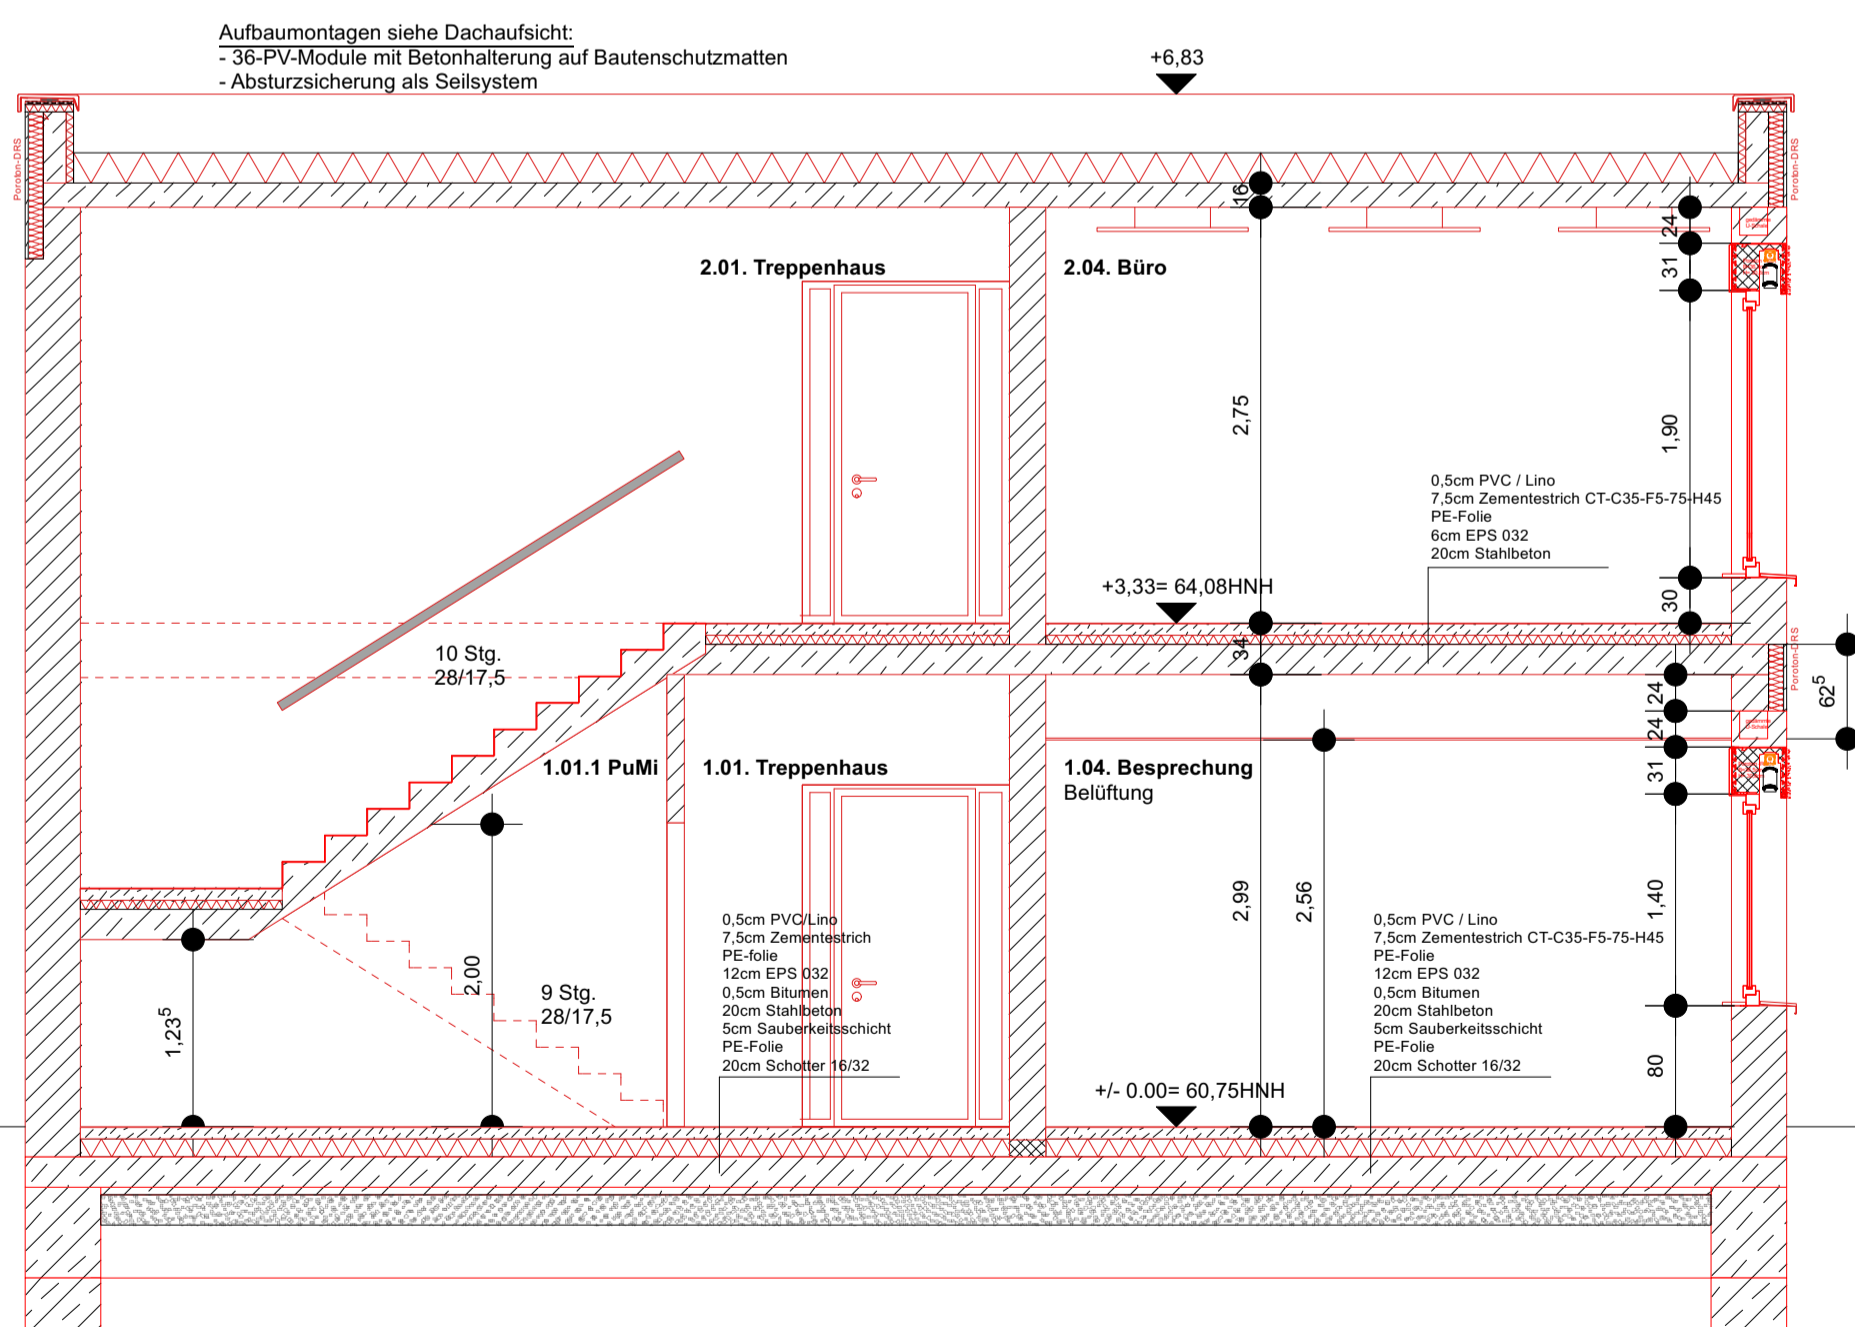 Aufbaumontagen siehe Dachaufsicht:
- 36-PV-Module mit Betonhalterung auf Bautenschutzmatten
- Absturzsicherung als Seilsystem
+6,83
Poroton-DRS
Poroton-DRS
16
24
31
2.01. Treppenhaus
2.04. Büro
2,75
1,90
0,5cm PVC / Lino
7,5cm Zementestrich CT-C35-F5-75-H45
PE-Folie
6cm EPS 032
20cm Stahlbeton
+3,33= 64,08HNH
30
34
10 Stg.
28/17,5
Poroton-DRS
62⁵
24
24
31
1.01.1 PuMi
1.01. Treppenhaus
1.04. Besprechung
Belüftung
2,99
2,56
1,40
0,5cm PVC/Lino
7,5cm Zementestrich
PE-folie
12cm EPS 032
0,5cm Bitumen
20cm Stahlbeton
5cm Sauberkeitsschicht
PE-Folie
20cm Schotter 16/32
0,5cm PVC / Lino
7,5cm Zementestrich CT-C35-F5-75-H45
PE-Folie
12cm EPS 032
0,5cm Bitumen
20cm Stahlbeton
5cm Sauberkeitsschicht
PE-Folie
20cm Schotter 16/32
2,00
9 Stg.
28/17,5
1,23⁵
80
+/- 0.00= 60,75HNH